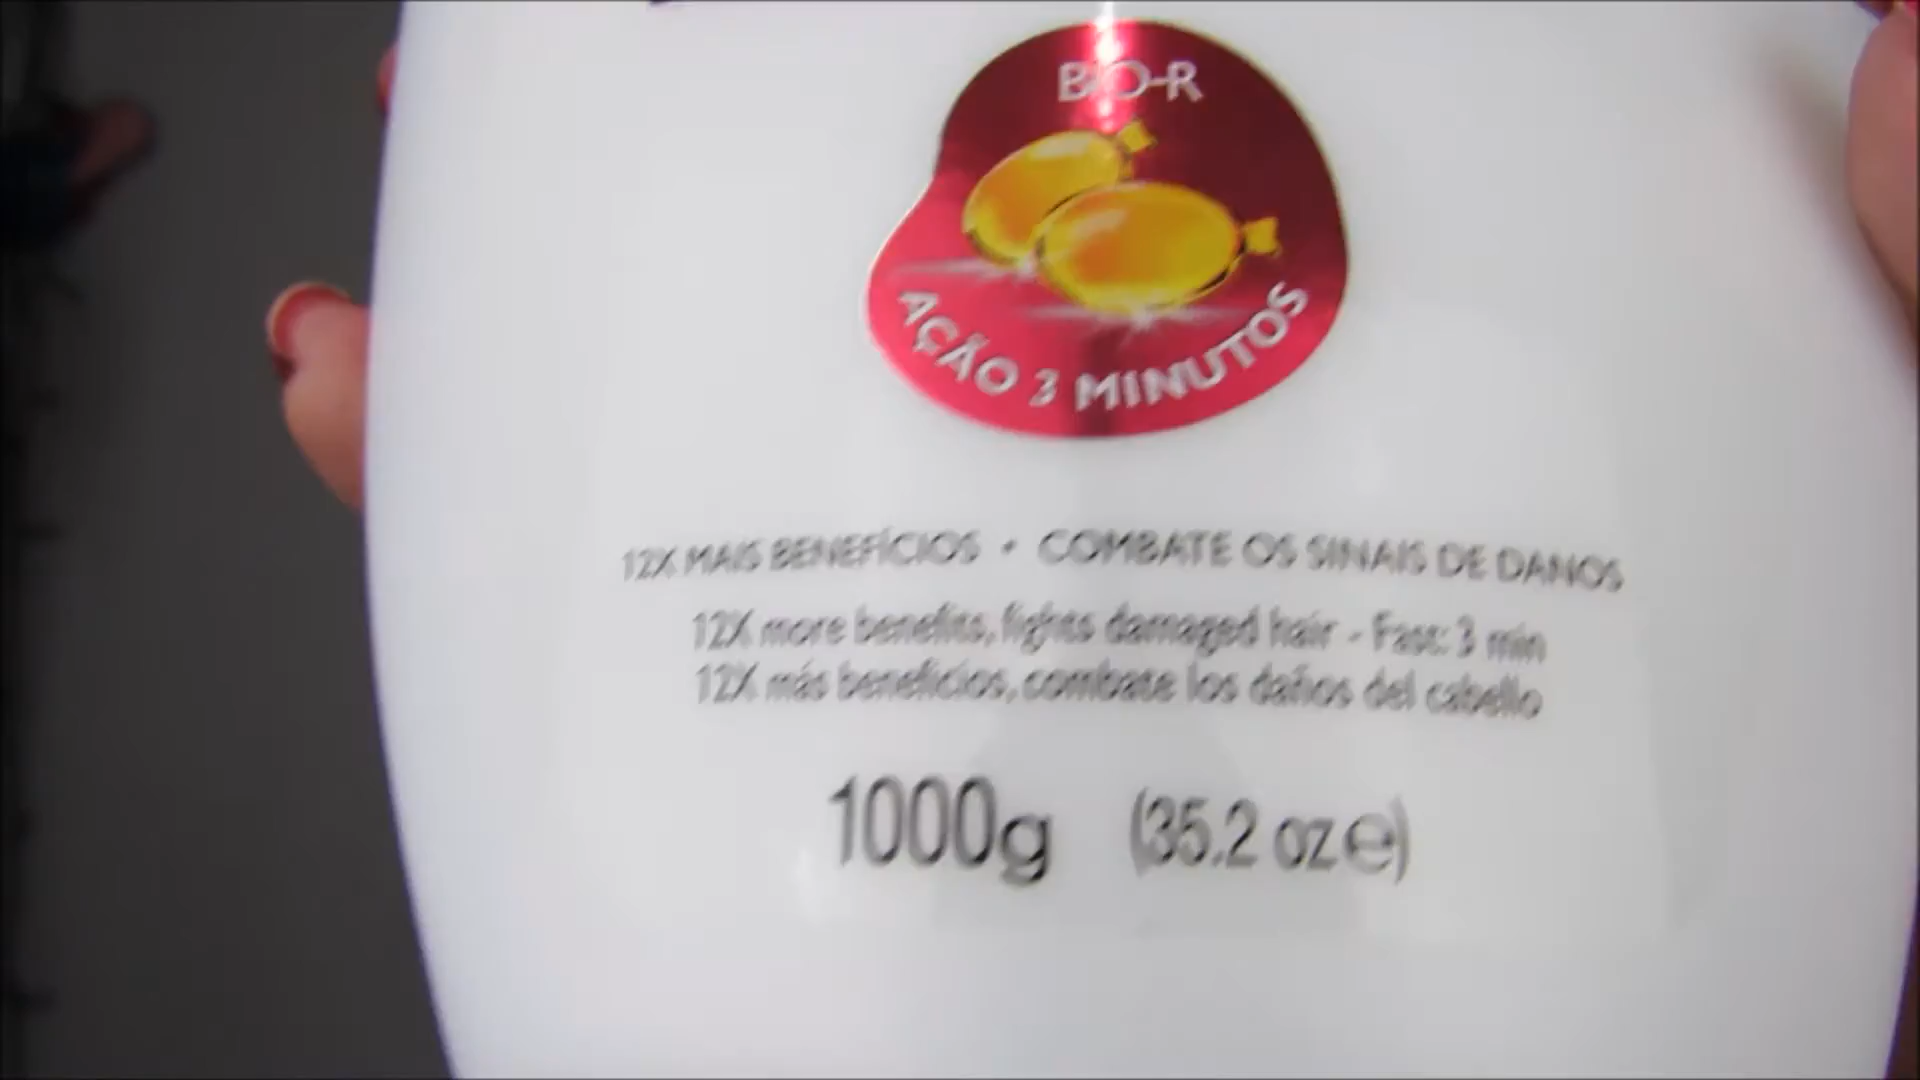 BIO-R
AÇÃO 3 MINUTOS
12X MAIS BENEFÍCIOS • COMBATE OS SINAIS DE DANOS
12X more benefits, fights damaged hair - Fast: 3 min
12X más beneficios, combate los daños del cabello
1000g (35.2 oz ℮)